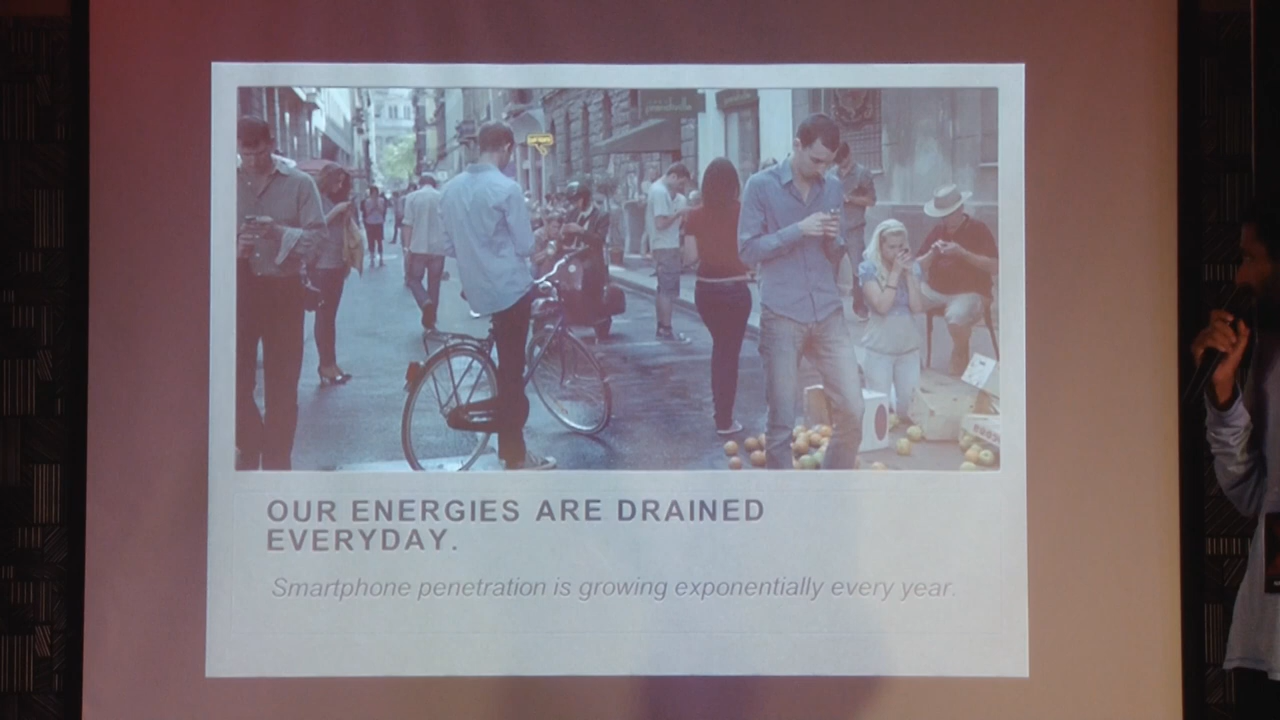 OUR ENERGIES ARE DRAINED
EVERYDAY.
Smartphone penetration is growing exponentially every year.